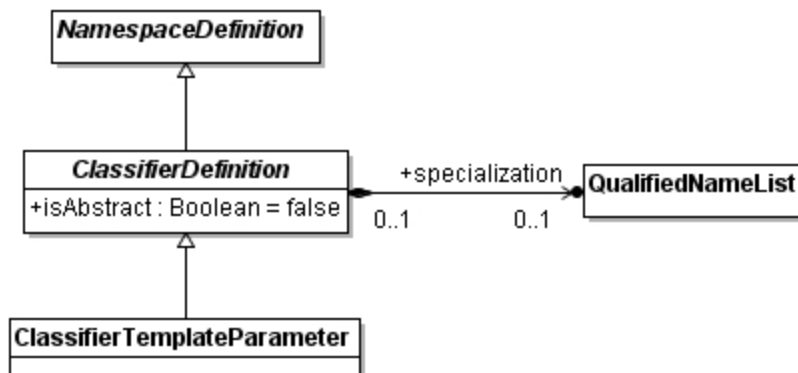 NamespaceDefinition
ClassifierDefinition
+isAbstract : Boolean = false
+specialization
0..1
0..1
QualifiedNameList
ClassifierTemplateParameter